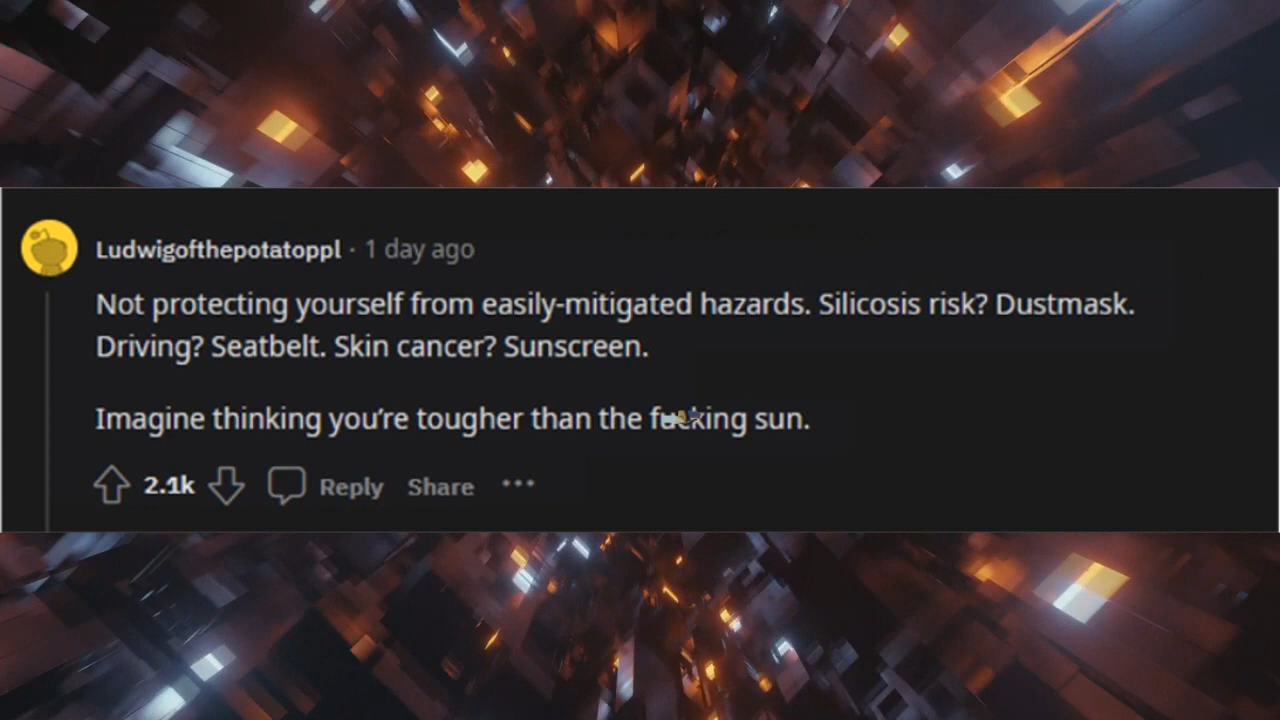 Ludwigofthepotatoppl · 1 day ago
Not protecting yourself from easily-mitigated hazards. Silicosis risk? Dustmask.
Driving? Seatbelt. Skin cancer? Sunscreen.
Imagine thinking you're tougher than the fucking sun.
2.1k Reply Share •••